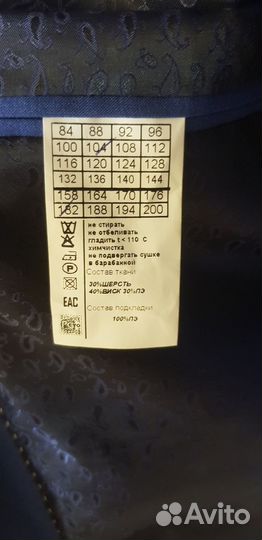 84 88 92 96
100 104 108 112
116 120 124 128
132 136 140 144
158 164 170 176
182 188 194 200
не стирать
не отбеливать
гладить t < 110 С
химчистка
не подвергать сушке
в барабанной
Состав ткани
30%ШЕРСТЬ
40%ВИСК 30%ПЭ
EAC
Состав подкладки
100%ПЭ
Avito